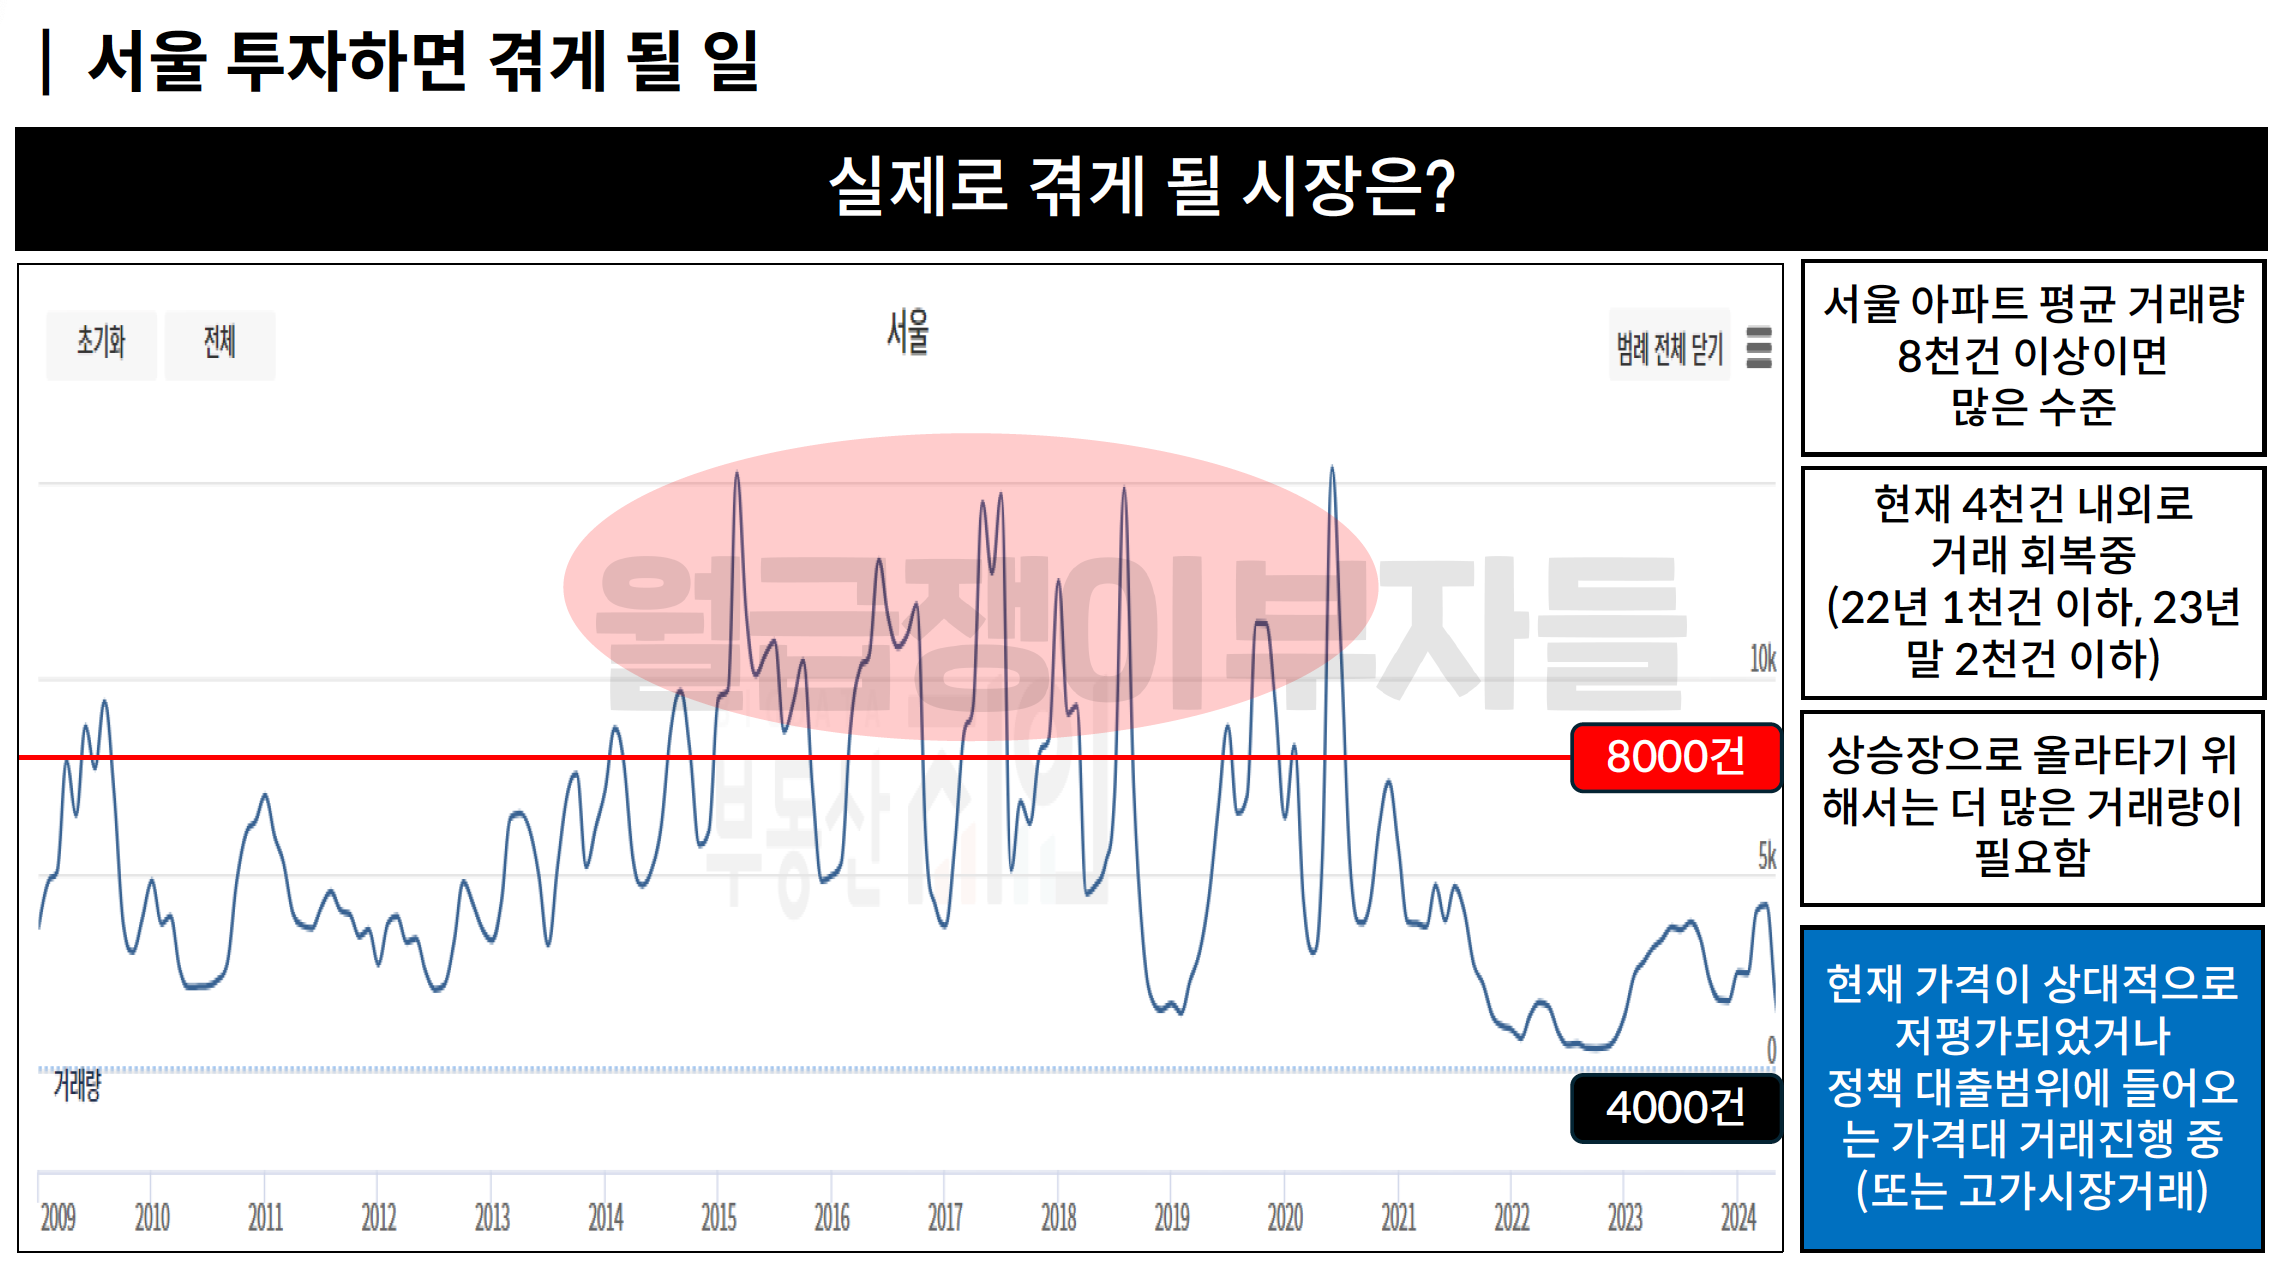 | 서울 투자하면 겪게 될 일
실제로 겪게 될 시장은?
초기화
전체
서울
범례 전체 닫기
월급쟁이부자들
부동산 지인
10k
8000건
5k
0
거래량
4000건
2009 2010 2011 2012 2013 2014 2015 2016 2017 2018 2019 2020 2021 2022 2023 2024
서울 아파트 평균 거래량
8천건 이상이면
많은 수준
현재 4천건 내외로
거래 회복중
(22년 1천건 이하, 23년
말 2천건 이하)
상승장으로 올라타기 위
해서는 더 많은 거래량이
필요함
현재 가격이 상대적으로
저평가되었거나
정책 대출범위에 들어오
는 가격대 거래진행 중
(또는 고가시장거래)